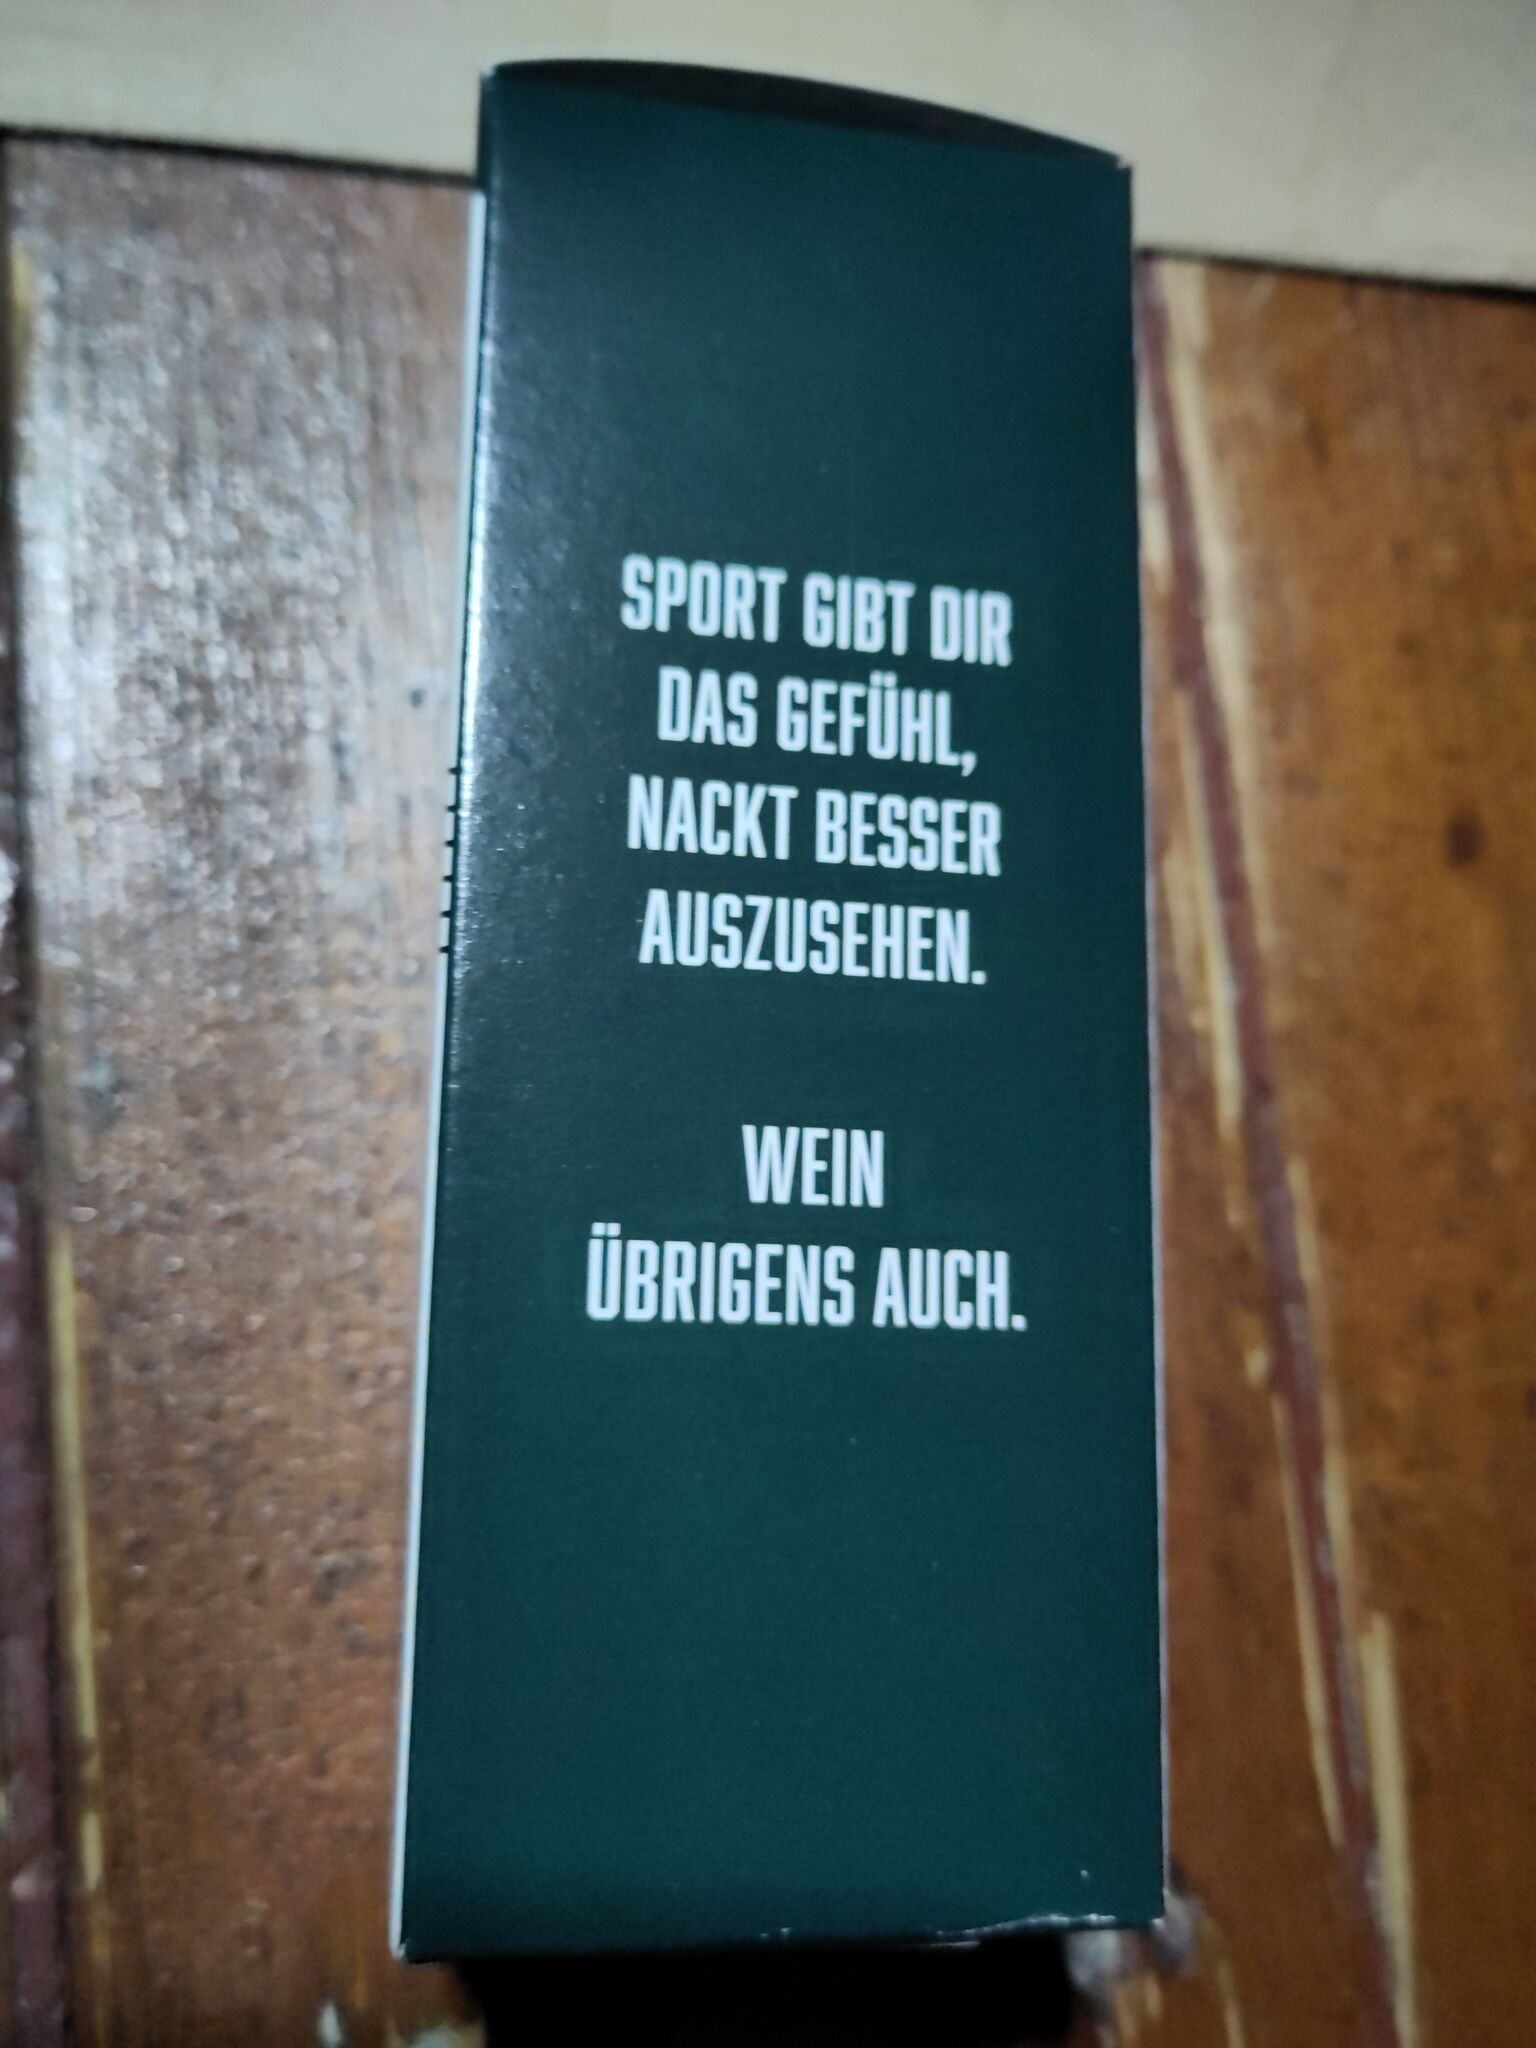 SPORT GIBT DIR
DAS GEFÜHL,
NACKT BESSER
AUSZUSEHEN.
WEIN
ÜBRIGENS AUCH.